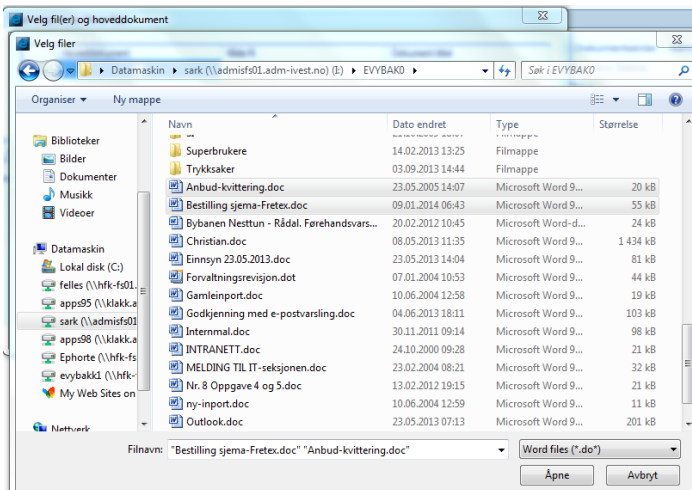 Velg fil(er) og hoveddokument
Velg filer
Datamaskin ▸ sark (\\admisfs01.adm-ivest.no) (I:) ▸ EVYBAK0 ▸
Søk i EVYBAK0
Organiser Ny mappe
Navn Dato endret Type Størrelse
Biblioteker
Bilder
Dokumenter
Musikk
Videoer
Datamaskin
Lokal disk (C:)
felles (\\hfk-fs01.
apps95 (\\klakk.a
sark (\\admisfs01
apps98 (\\klakk.a
Ephorte (\\hfk-fs
evybakk1 (\\hfk-
My Web Sites on
Nettverk
Superbrukere 14.02.2013 13:25 Filmappe
Trykksaker 03.09.2013 14:44 Filmappe
Anbud-kvittering.doc 23.05.2005 14:07 Microsoft Word 9... 20 kB
Bestilling sjema-Fretex.doc 09.01.2014 06:43 Microsoft Word 9... 55 kB
Bybanen Nesttun - Rådal. Førehandsvars... 20.02.2012 10:45 Microsoft Word-d... 24 kB
Christian.doc 08.05.2013 11:35 Microsoft Word 9... 1 434 kB
Einnsyn 23.05.2013.doc 23.05.2013 14:04 Microsoft Word 9... 81 kB
Forvaltningsrevisjon.dot 07.01.2004 10:53 Microsoft Word 9... 44 kB
Gamleinport.doc 10.06.2004 12:58 Microsoft Word 9... 19 kB
Godkjenning med e-postvarsling.doc 04.06.2013 18:11 Microsoft Word 9... 103 kB
Internmal.doc 30.11.2011 09:14 Microsoft Word 9... 98 kB
INTRANETT.doc 24.10.2000 09:28 Microsoft Word 9... 21 kB
MELDING TIL IT-seksjonen.doc 23.02.2004 08:21 Microsoft Word 9... 32 kB
Nr. 8 Oppgave 4 og 5.doc 13.02.2012 19:15 Microsoft Word 9... 21 kB
ny-inport.doc 10.06.2004 12:59 Microsoft Word 9... 11 kB
Outlook.doc 23.05.2013 07:13 Microsoft Word 9... 201 kB
Filnavn: "Bestilling sjema-Fretex.doc" "Anbud-kvittering.doc" Word files (*.do*)
Åpne Avbryt